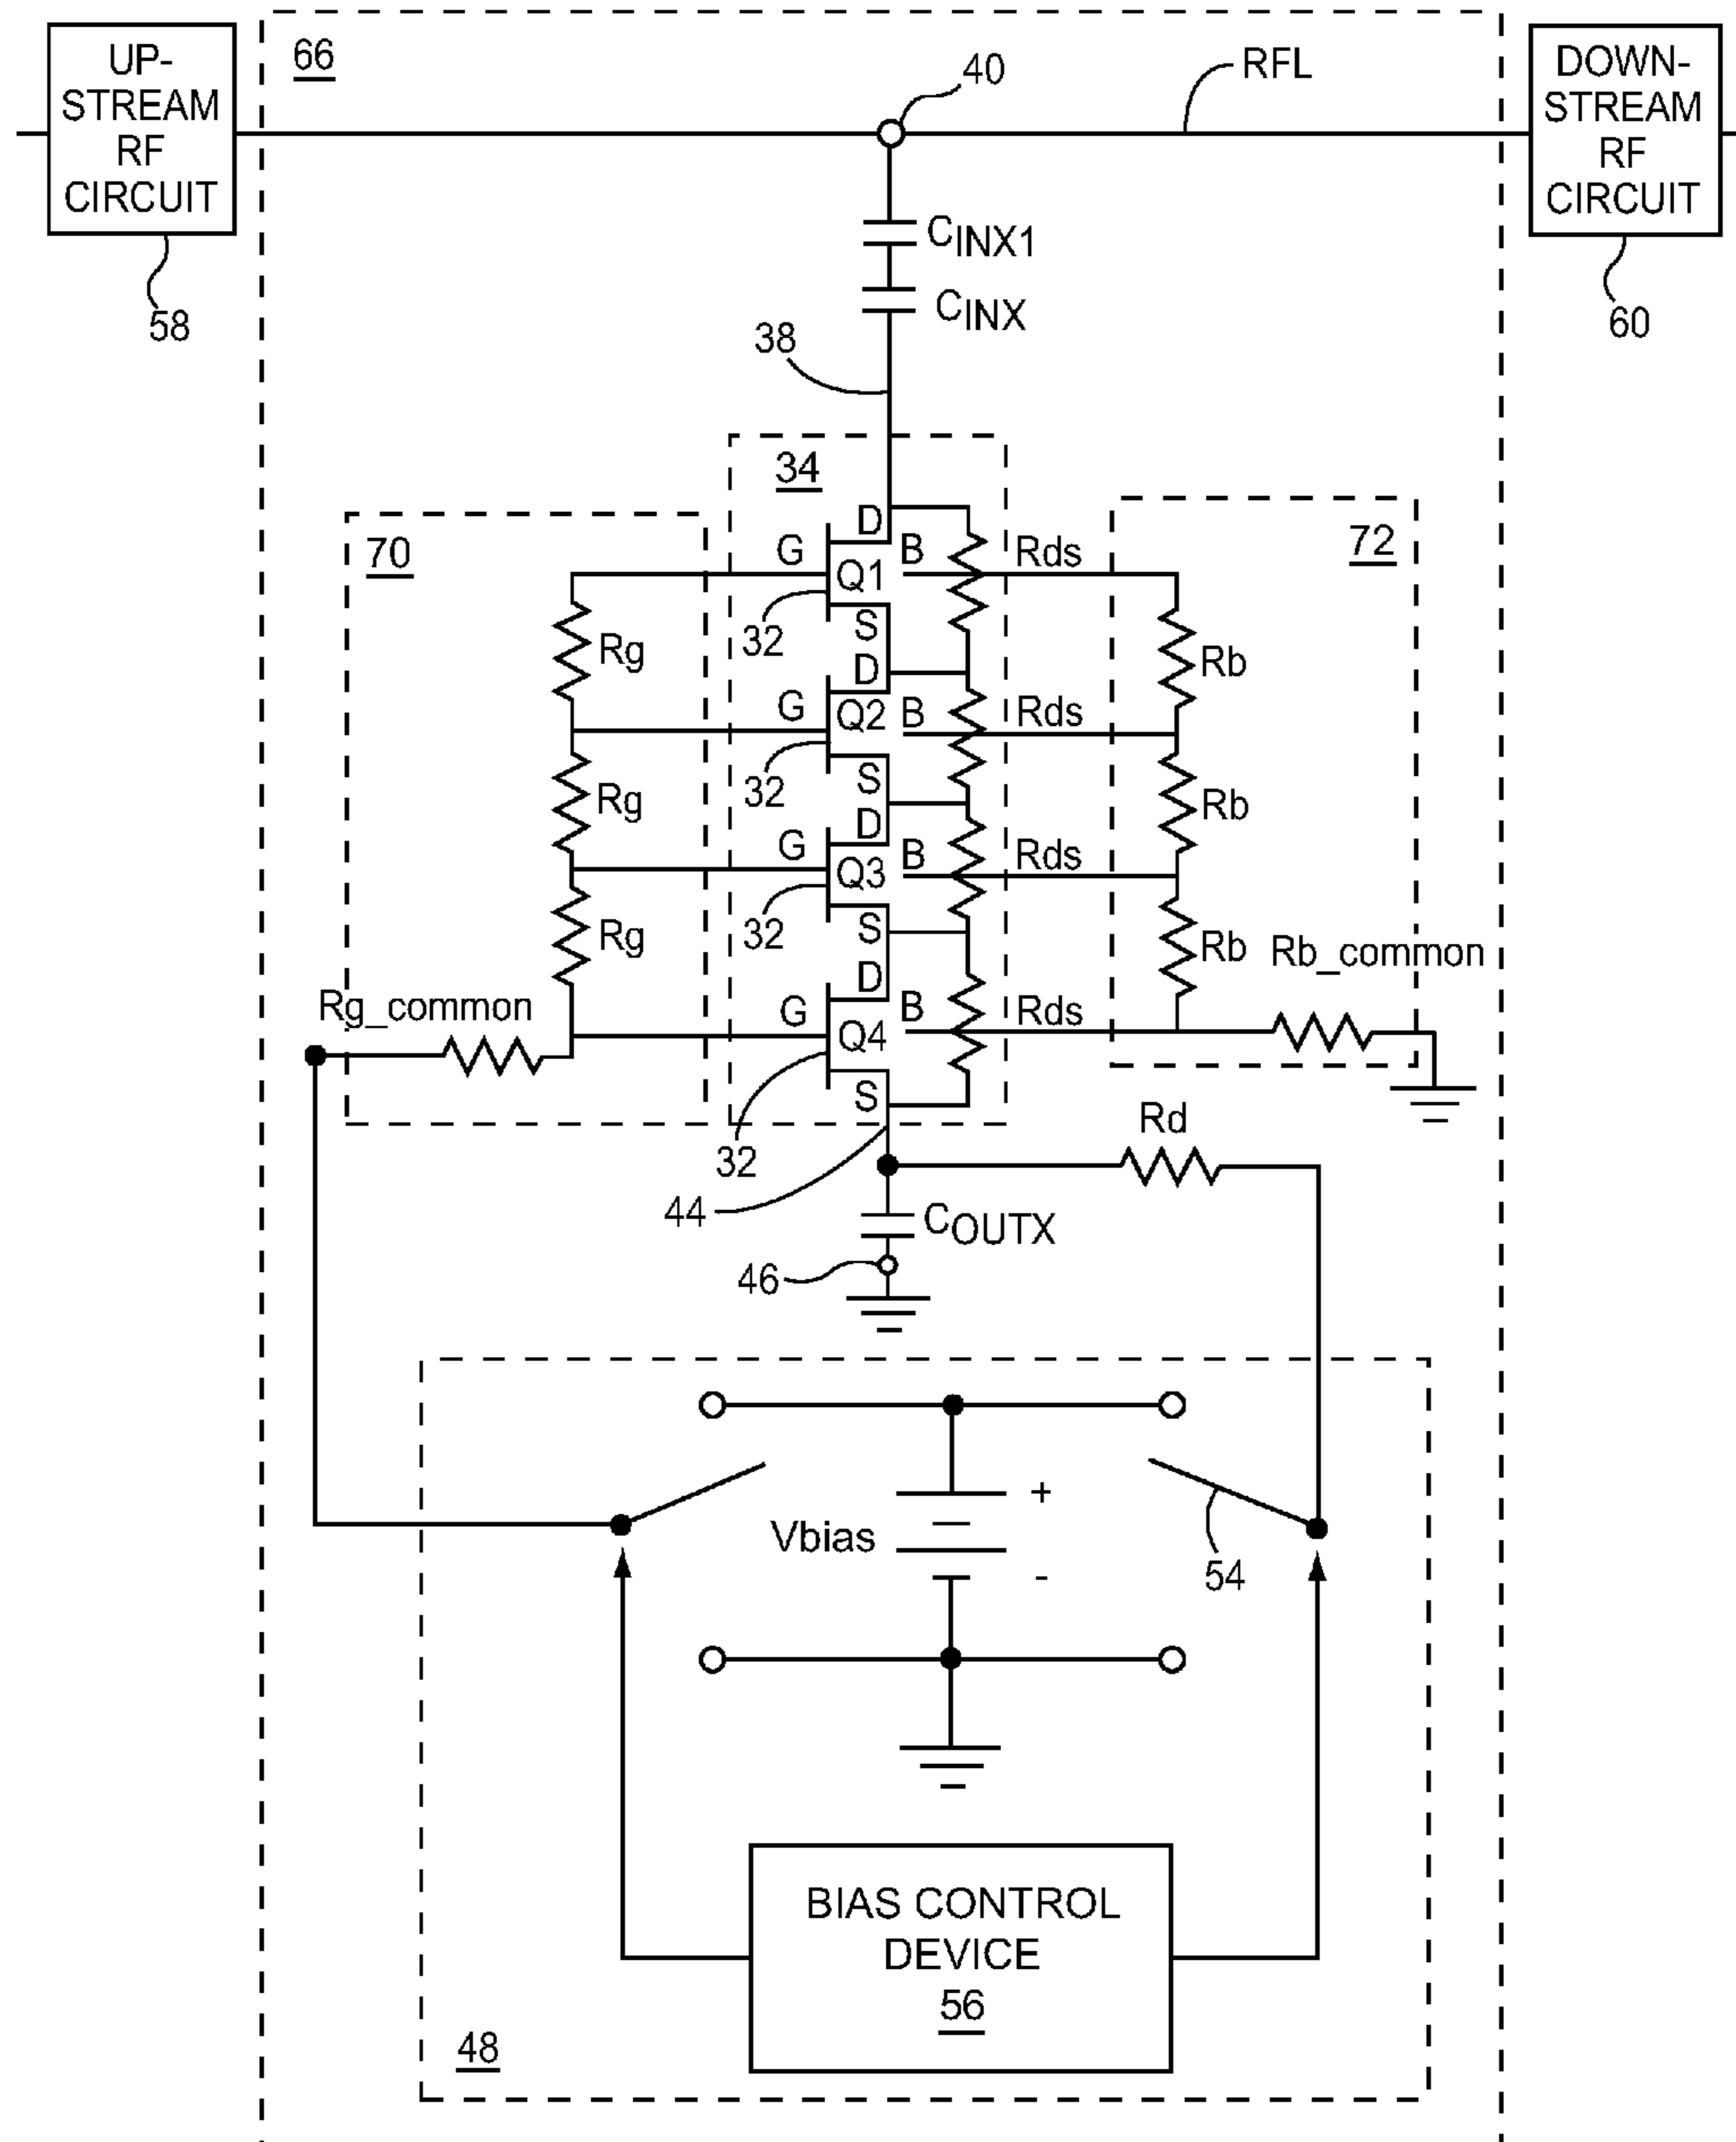 UP-
STREAM
RF
CIRCUIT
58
66
40
RFL
DOWN-
STREAM
RF
CIRCUIT
60
CINX1
CINX
38
34
70
72
D
G
Q1
B
Rds
32
S
Rg
Rb
D
G
Q2
B
Rds
32
S
Rg
Rb
D
G
Q3
B
Rds
32
S
Rg
Rb
Rb_common
D
Rg_common
G
Q4
B
Rds
S
32
Rd
44
COUTX
46
+
Vbias
-
54
BIAS CONTROL
DEVICE
56
48